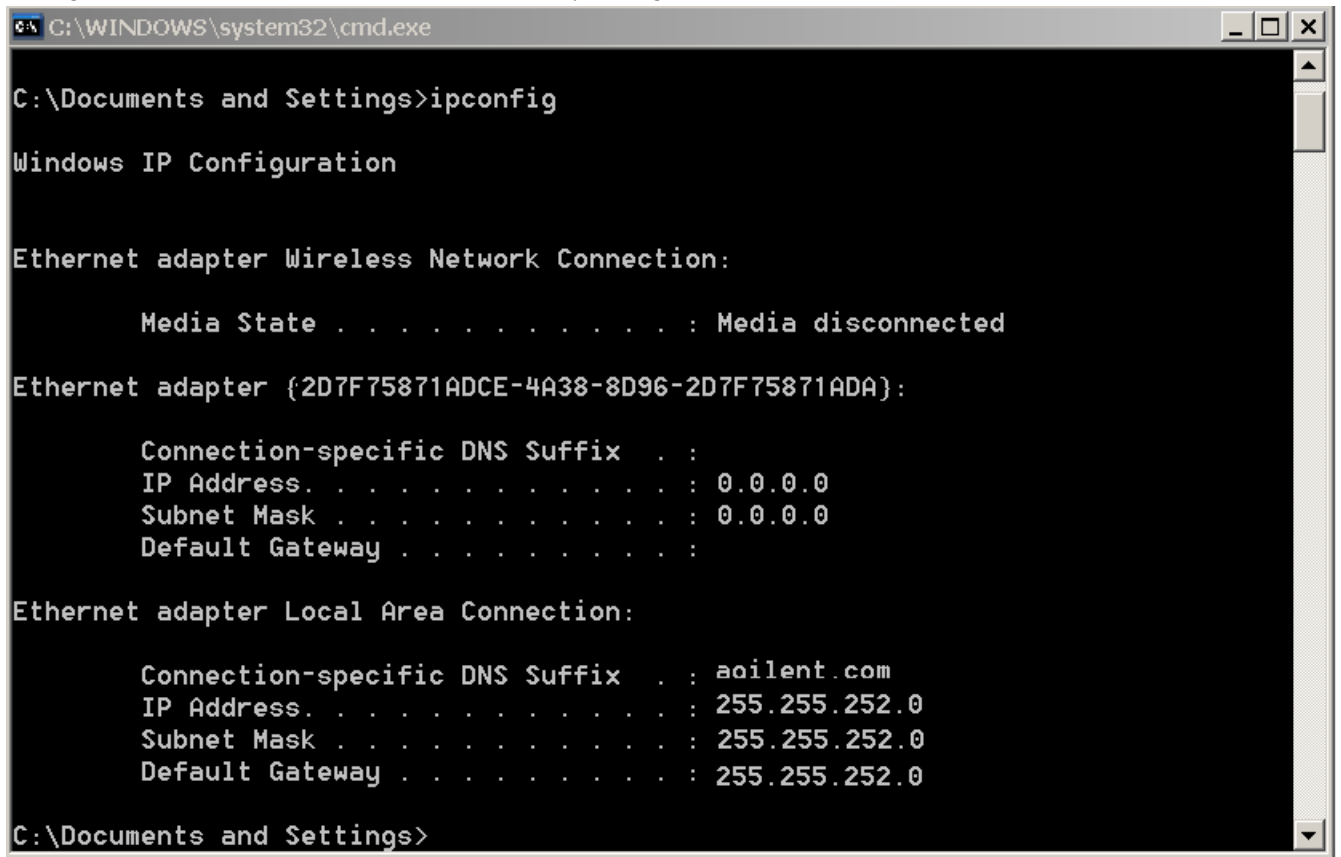 C:\WINDOWS\system32\cmd.exe
C:\Documents and Settings>ipconfig
Windows IP Configuration
Ethernet adapter Wireless Network Connection:
Media State . . . . . . . . . . . : Media disconnected
Ethernet adapter {2D7F75871ADCE-4A38-8D96-2D7F75871ADA}:
Connection-specific DNS Suffix . :
IP Address. . . . . . . . . . . . : 0.0.0.0
Subnet Mask . . . . . . . . . . . : 0.0.0.0
Default Gateway . . . . . . . . . :
Ethernet adapter Local Area Connection:
Connection-specific DNS Suffix . : agilent.com
IP Address. . . . . . . . . . . . : 255.255.252.0
Subnet Mask . . . . . . . . . . . : 255.255.252.0
Default Gateway . . . . . . . . . : 255.255.252.0
C:\Documents and Settings>